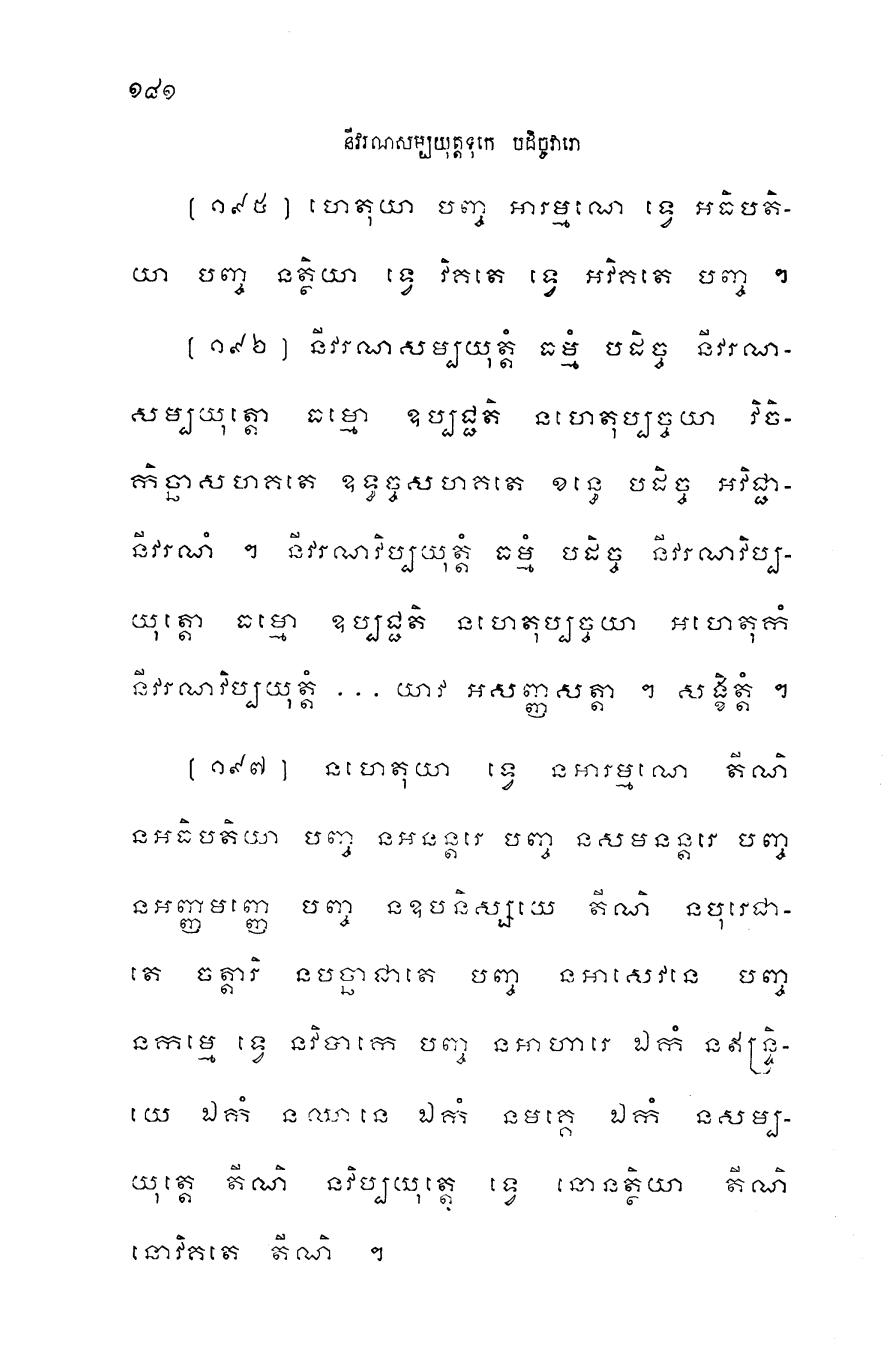 ១៨១
នីវរណសម្បយុត្តទុកេ បដិច្ចវារោ
[ ១៩៥ ] ហេតុយា បញ្ច អារម្មណេ ទ្វេ អធិបតិ-
យា បញ្ច នត្ថិយា ទ្វេ វិគតេ ទ្វេ អវិគតេ បញ្ច ។
[ ១៩៦ ] នីវរណសម្បយុត្តំ ធម្មំ បដិច្ច នីវរណ-
សម្បយុត្តោ ធម្មោ ឧប្បជ្ជតិ នហេតុប្បច្ចយា វិចិ-
កិច្ឆាសហគតេ ឧទ្ធច្ចសហគតេ ខន្ធេ បដិច្ច អវិជ្ជា-
នីវរណំ ។ នីវរណវិប្បយុត្តំ ធម្មំ បដិច្ច នីវរណវិប្ប-
យុត្តោ ធម្មោ ឧប្បជ្ជតិ នហេតុប្បច្ចយា អហេតុកំ
នីវរណវិប្បយុត្តំ ... យាវ អសញ្ញសត្តា ។ សង្ខិត្តំ ។
[ ១៩៧ ] នហេតុយា ទ្វេ នអារម្មណេ តីណិ
នអធិបតិយា បញ្ច នអនន្តរេ បញ្ច នសមនន្តរេ បញ្ច
នអញ្ញមញ្ញេ បញ្ច នឧបនិស្សយេ តីណិ នបុរេជា-
តេ ចត្តារិ នបច្ឆាជាតេ បញ្ច នអាសេវនេ បញ្ច
នកម្មេ ទ្វេ នវិបាកេ បញ្ច នអាហារេ ឯកំ នឥន្ទ្រិ-
យេ ឯកំ នឈានេ ឯកំ នមគ្គេ ឯកំ នសម្ប-
យុត្តេ តីណិ នវិប្បយុត្តេ ទ្វេ នោនត្ថិយា តីណិ
នោវិគតេ តីណិ ។